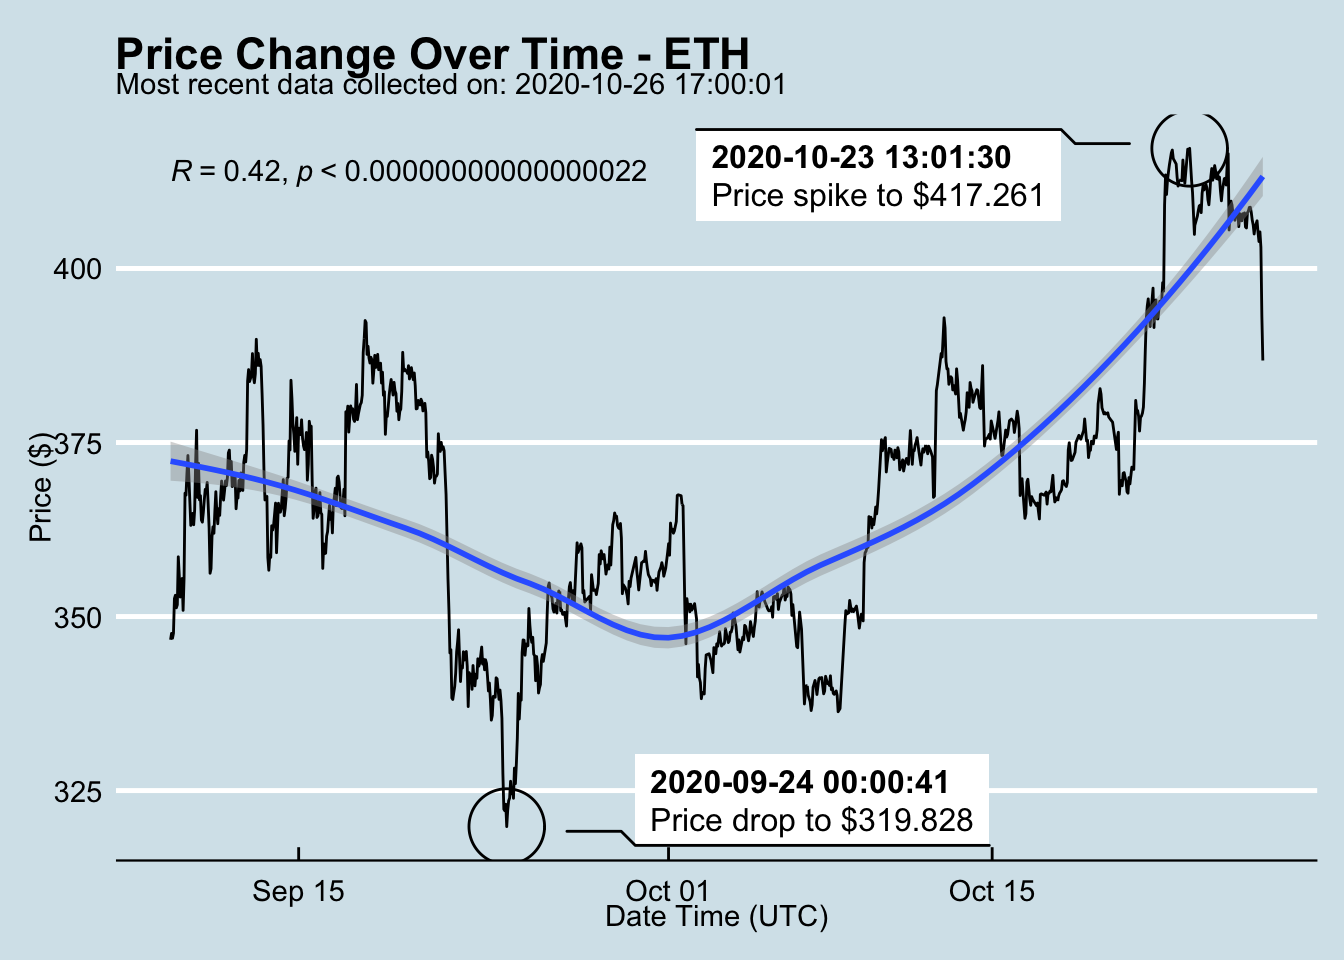 Price Change Over Time - ETH
Most recent data collected on: 2020-10-26 17:00:01
R = 0.42, p < 0.00000000000000022
2020-10-23 13:01:30
Price spike to $417.261
400
375
350
325
Price ($)
2020-09-24 00:00:41
Price drop to $319.828
Sep 15
Oct 01
Oct 15
Date Time (UTC)